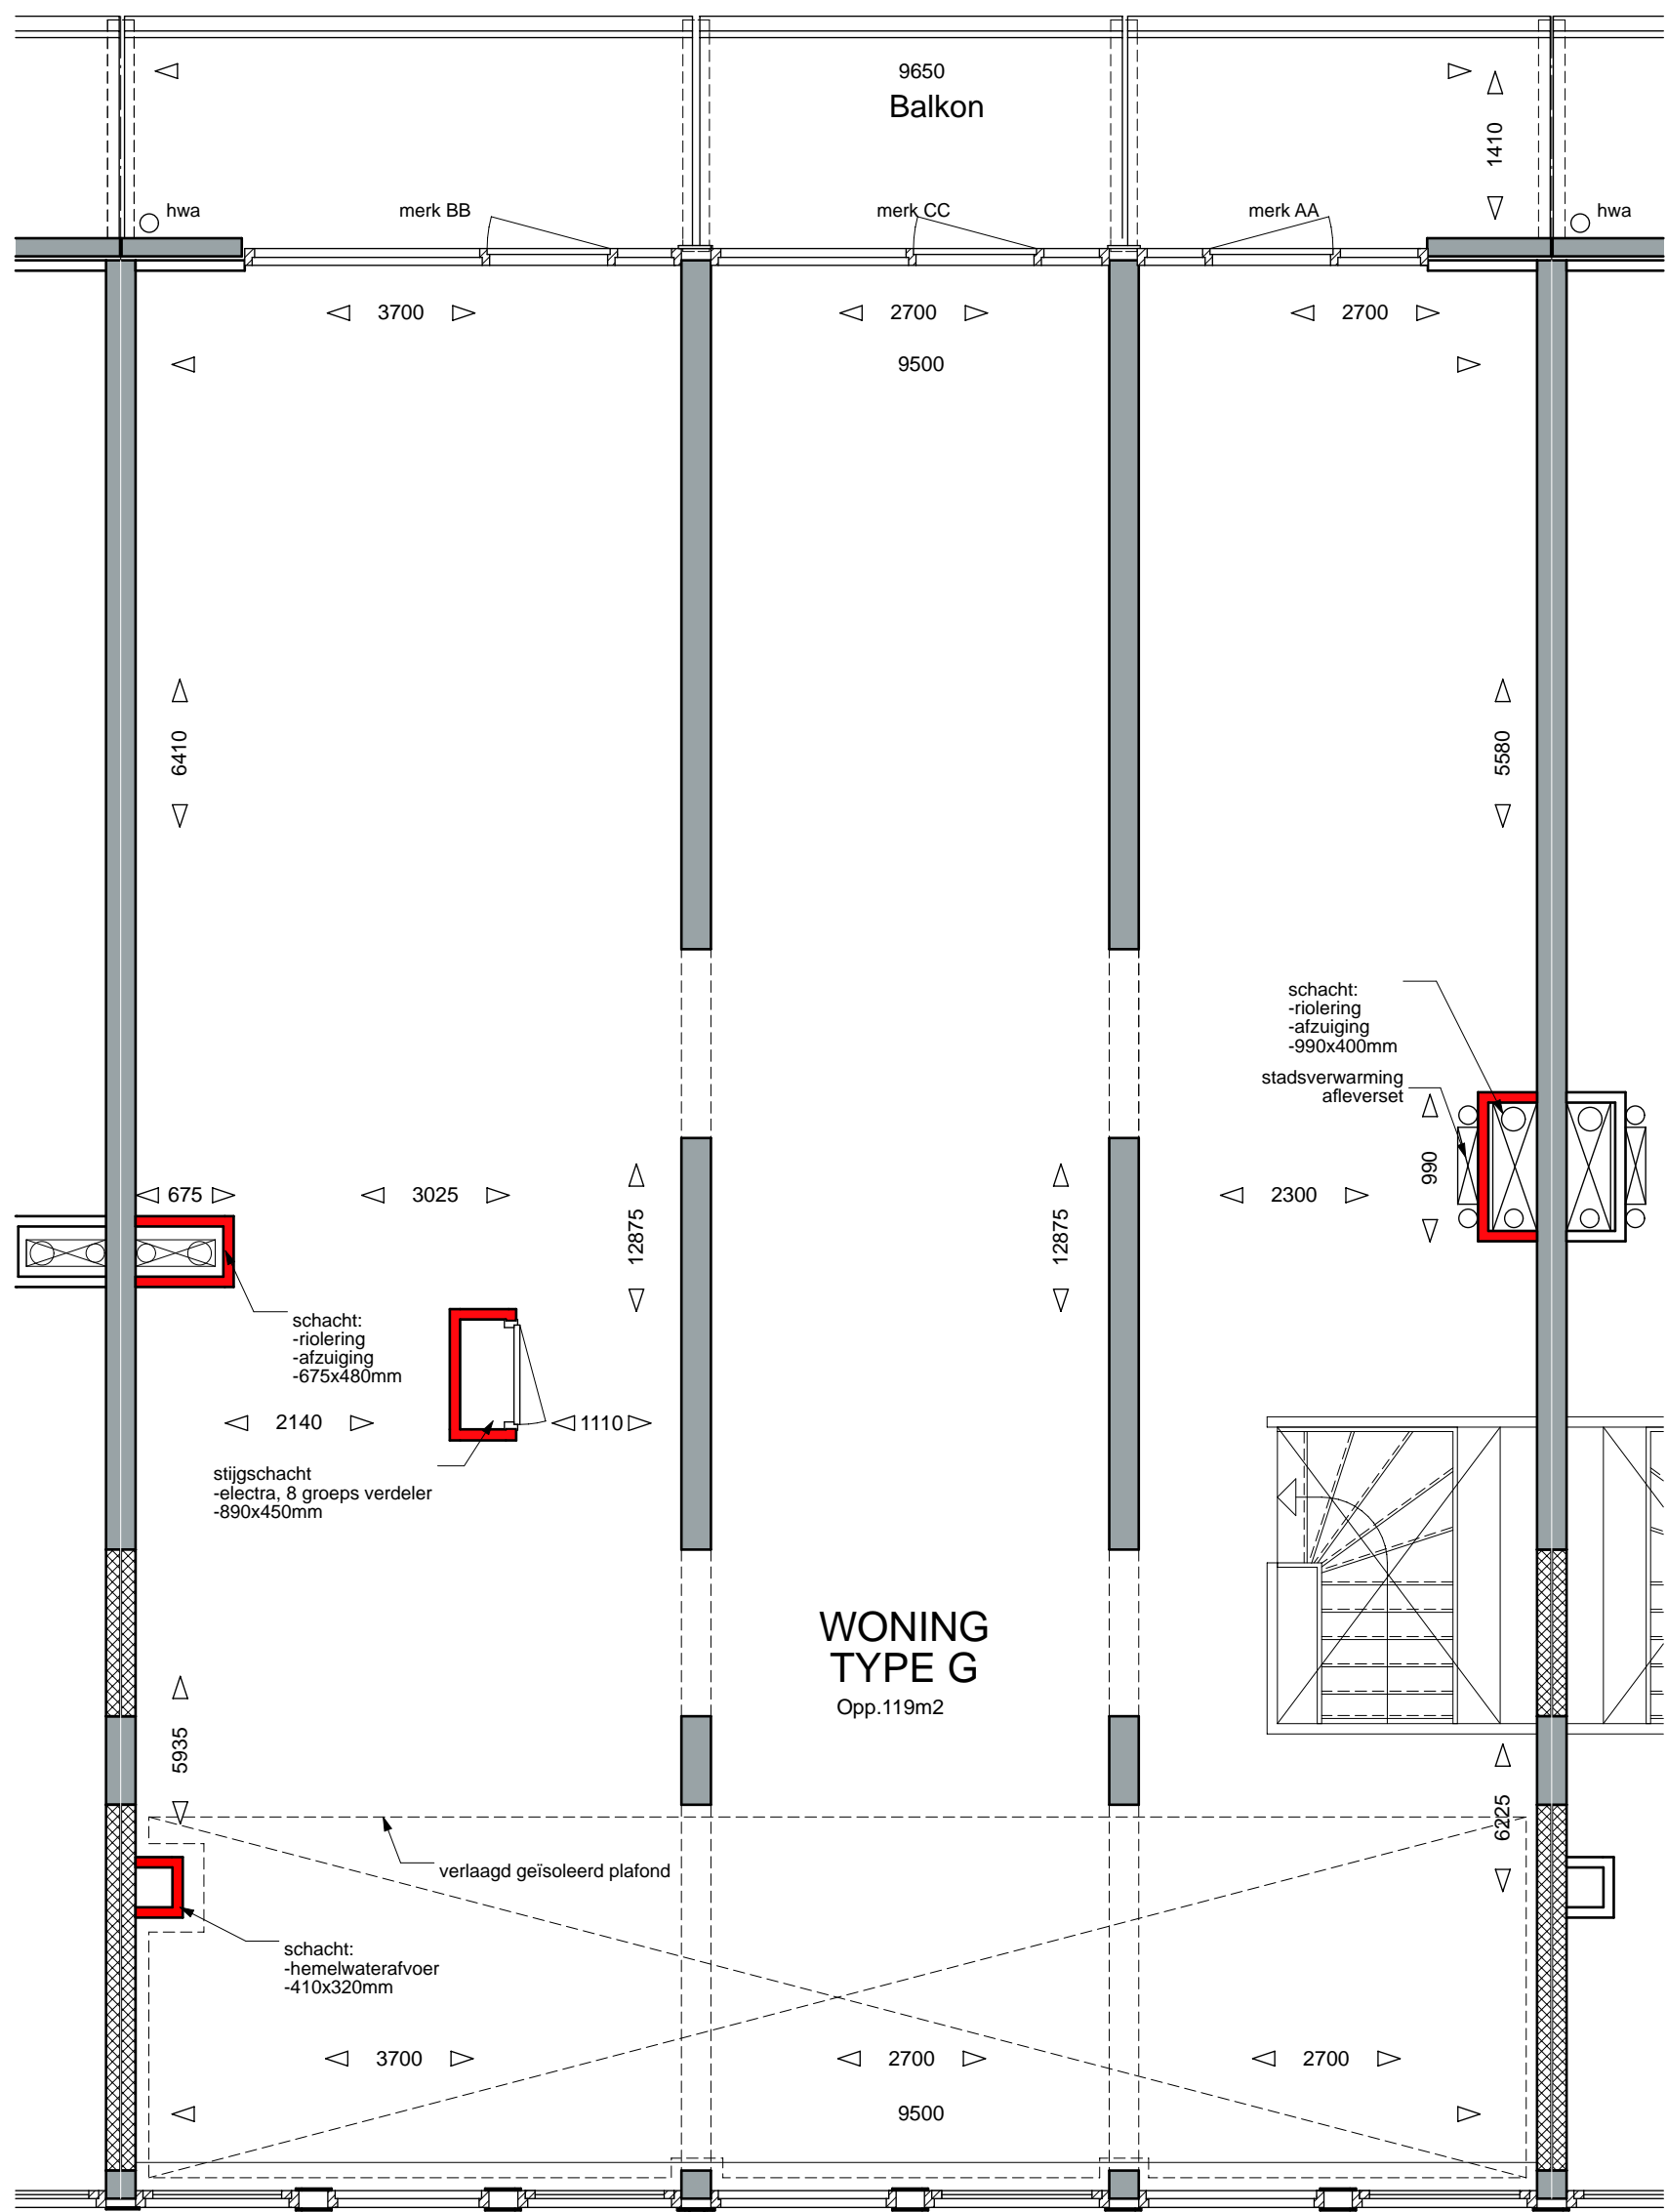 9650
Balkon
1410
hwa
merk BB
merk CC
merk AA
hwa
3700
2700
2700
9500
6410
5580
schacht:
-riolering
-afzuiging
-990x400mm
stadsverwarming
afleverset
990
675
3025
12875
12875
2300
schacht:
-riolering
-afzuiging
-675x480mm
2140
1110
stijgschacht
-electra, 8 groeps verdeler
-890x450mm
WONING
TYPE G
Opp.119m2
5935
6225
verlaagd geïsoleerd plafond
schacht:
-hemelwaterafvoer
-410x320mm
3700
2700
2700
9500